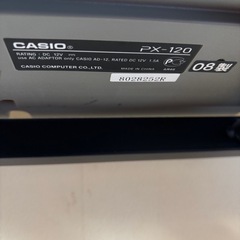 CASIO® PX-120
RATING : DC 12V
use AC ADAPTOR only CASIO AD-12, RATED DC 12V 1.5A
CASIO COMPUTER CO.,LTD. MADE IN CHINA
08製
8028252K